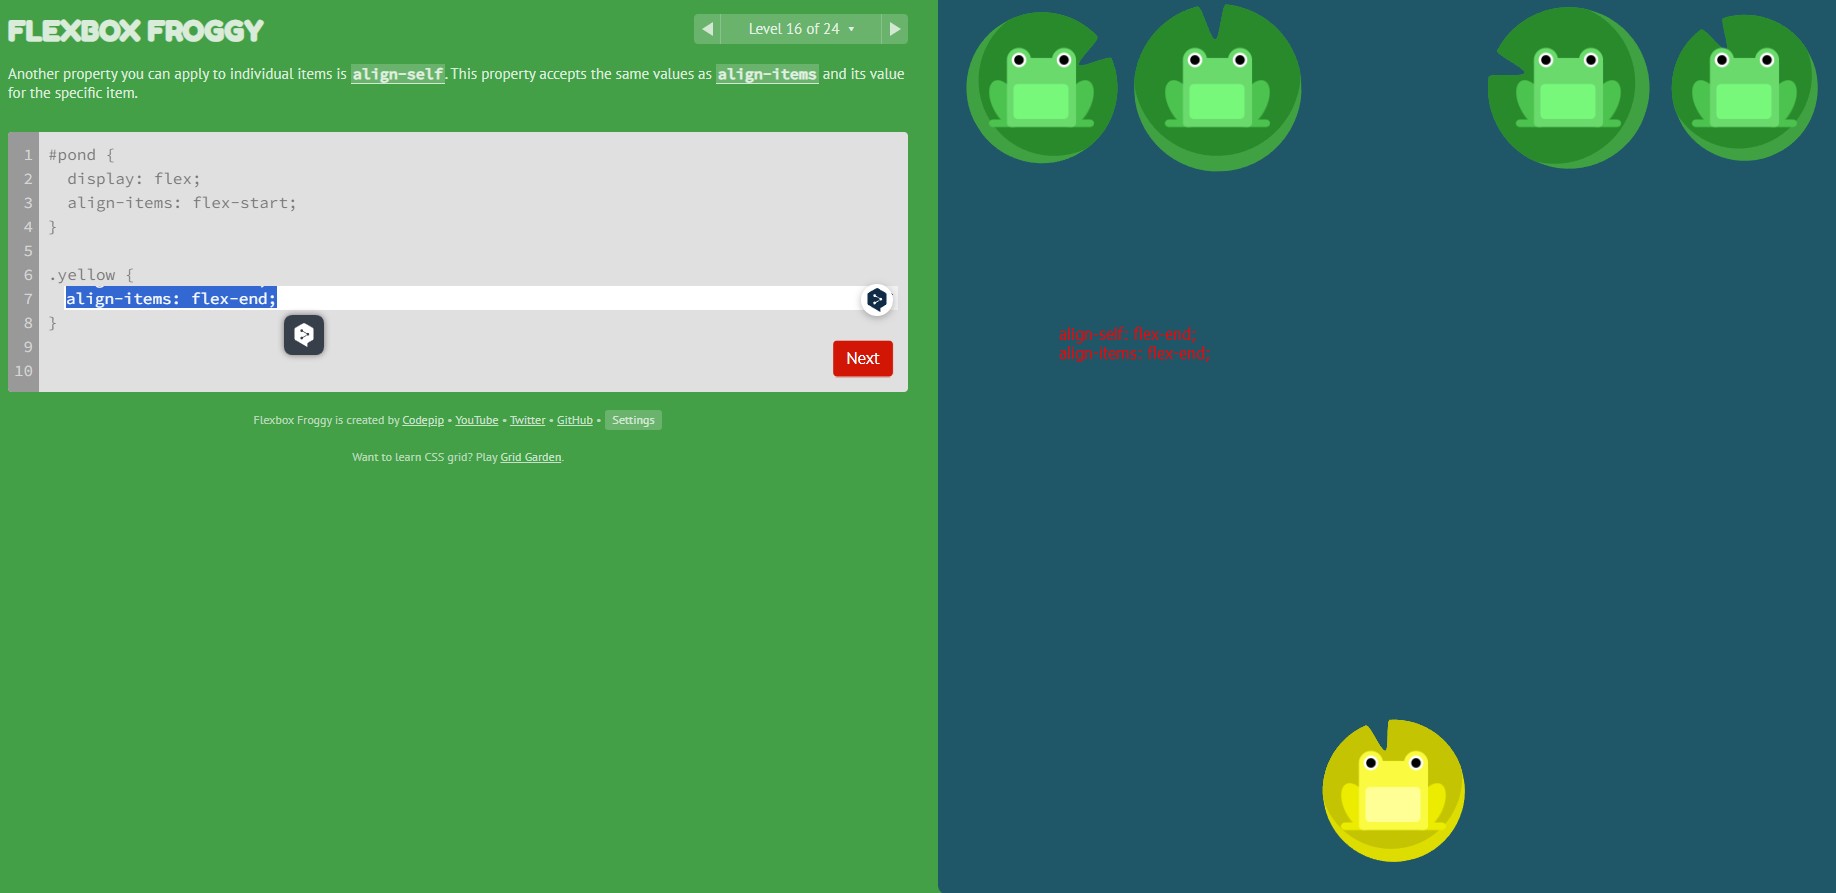 FLEXBOX FROGGY
Level 16 of 24
Another property you can apply to individual items is align-self. This property accepts the same values as align-items and its value
for the specific item.
1 #pond {
2 display: flex;
3 align-items: flex-start;
4 }
5
6 .yellow {
7 align-items: flex-end;
8 }
9
10
Next
Flexbox Froggy is created by Codepip • YouTube • Twitter • GitHub • Settings
Want to learn CSS grid? Play Grid Garden.
align-self: flex-end;
align-items: flex-end;